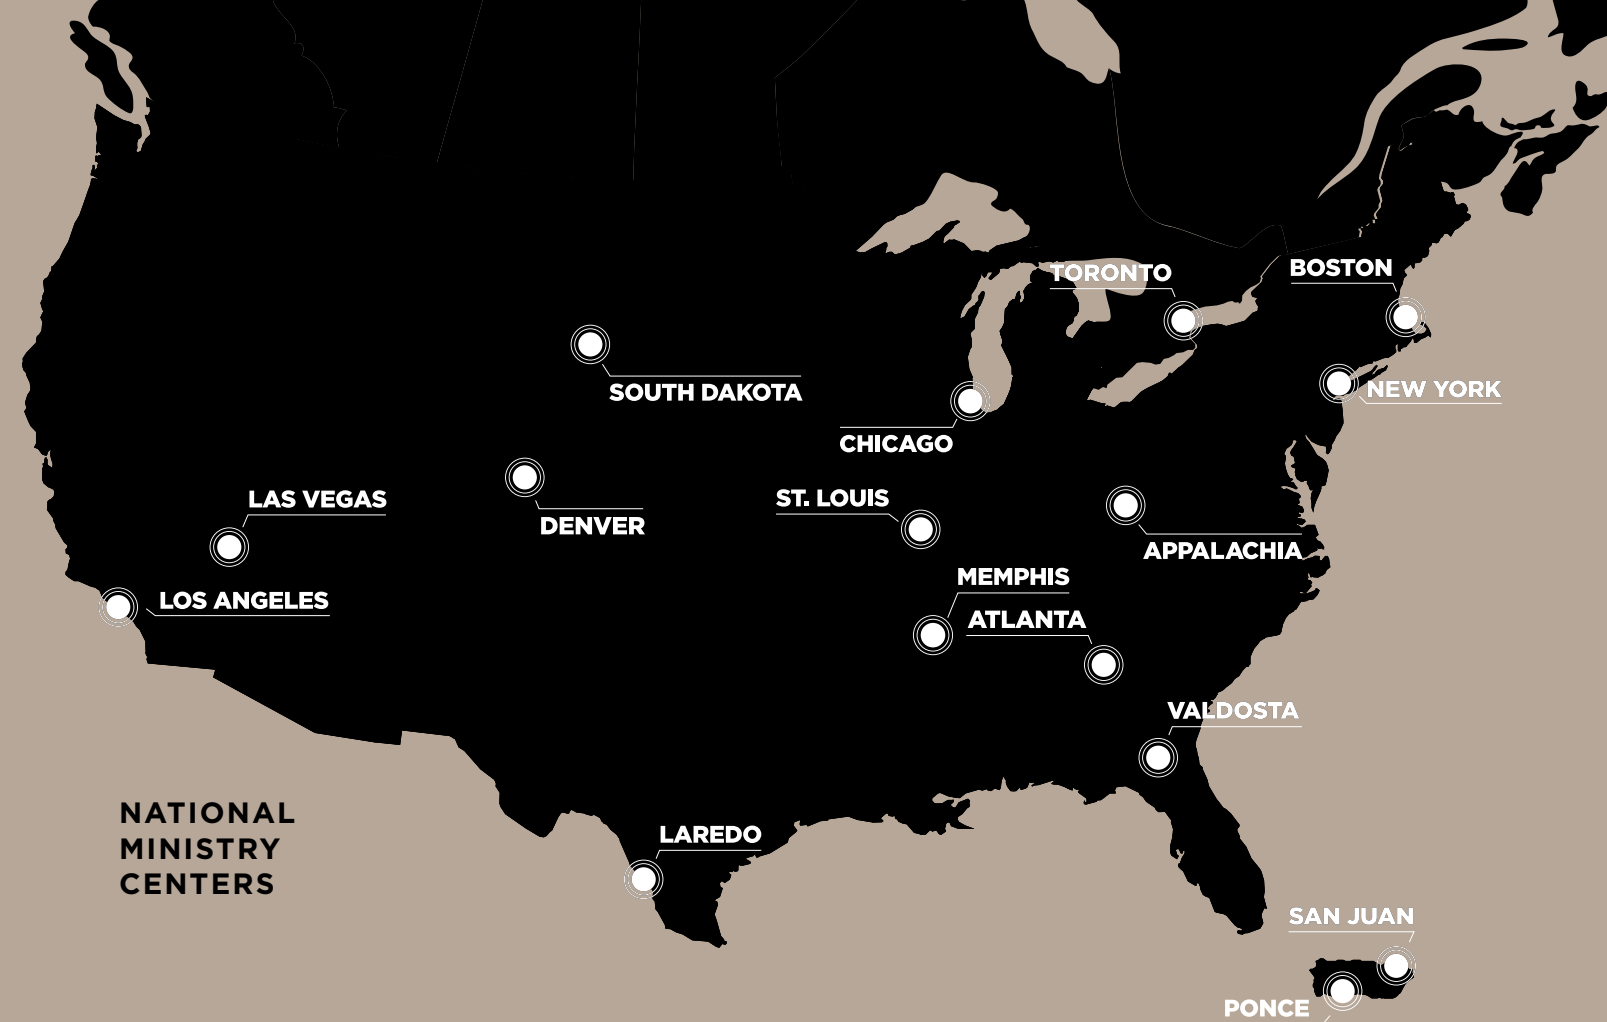 TORONTO
BOSTON
SOUTH DAKOTA
NEW YORK
CHICAGO
LAS VEGAS
ST. LOUIS
DENVER
APPALACHIA
MEMPHIS
LOS ANGELES
ATLANTA
VALDOSTA
NATIONAL
MINISTRY
CENTERS
LAREDO
SAN JUAN
PONCE